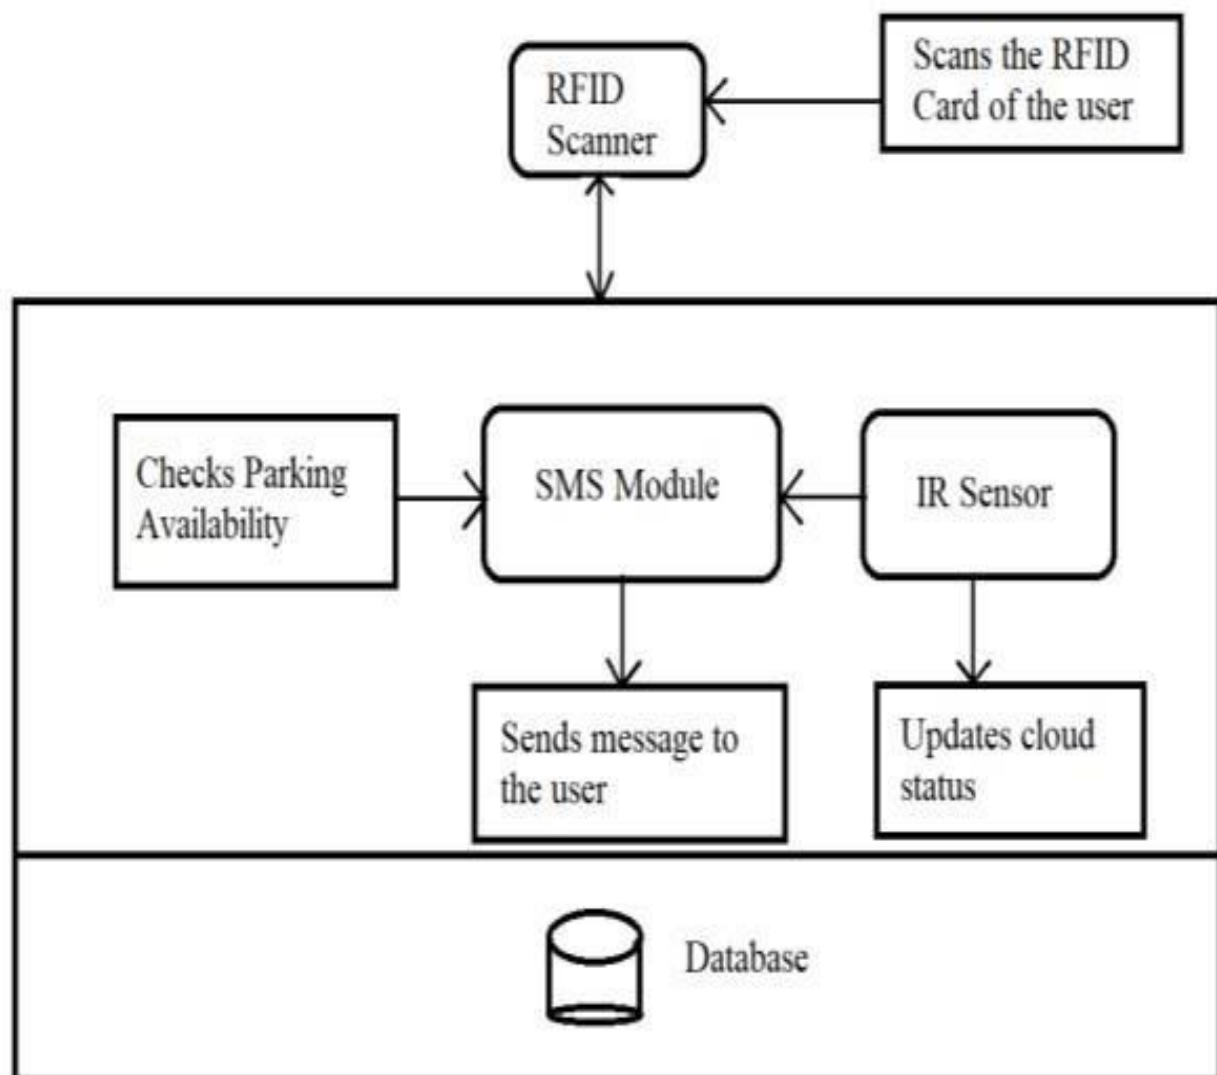 RFID
Scanner
Scans the RFID
Card of the user
Checks Parking
Availability
SMS Module
IR Sensor
Sends message to
the user
Updates cloud
status
Database